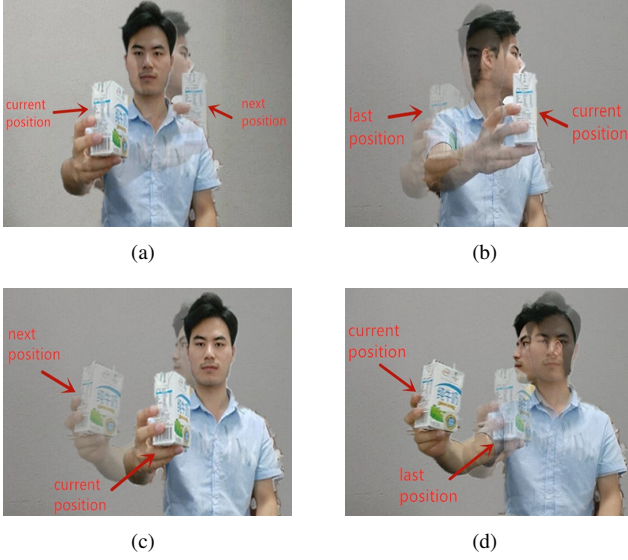 current
position
next
position
(a)
last
position
current
position
(b)
next
position
current
position
(c)
current
position
last
position
(d)